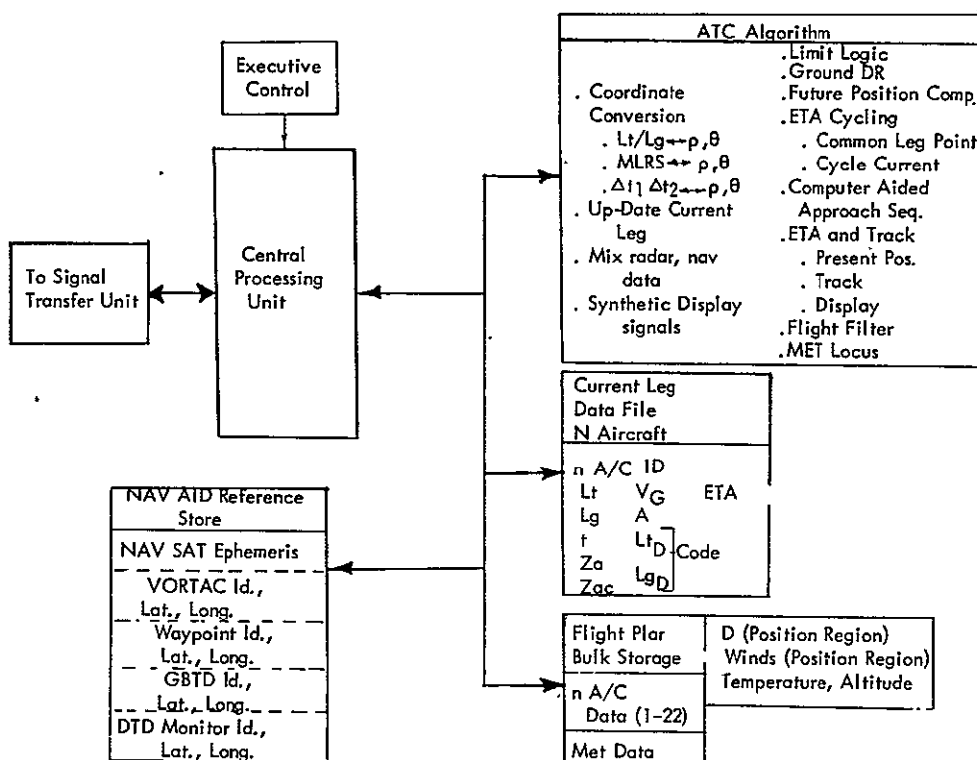 Executive
Control
To Signal
Transfer Unit
Central
Processing
Unit
ATC Algorithm
. Coordinate
Conversion
. Lt/Lg↔ρ,θ
. MLRS↔ρ,θ
. Δt1 Δt2↔ρ,θ
. Up-Date Current
Leg
. Mix radar, nav
data
. Synthetic Display
signals
.Limit Logic
.Ground DR
.Future Position Comp.
.ETA Cycling
. Common Leg Point
. Cycle Current
.Computer Aided
Approach Seq.
.ETA and Track
. Present Pos.
. Track
. Display
.Flight Filter
.MET Locus
Current Leg
Data File
N Aircraft
n A/C ID
Lt VG ETA
Lg A
t LtD Code
Za LgD
Zac
NAV AID Reference
Store
NAV SAT Ephemeris
VORTAC Id.,
Lat., Long.
Waypoint Id.,
Lat., Long.
GBTD Id.,
Lat., Long.
DTD Monitor Id.,
Lat., Long.
Flight Plar
Bulk Storage
n A/C
Data (1-22)
Met Data
D (Position Region)
Winds (Position Region)
Temperature, Altitude